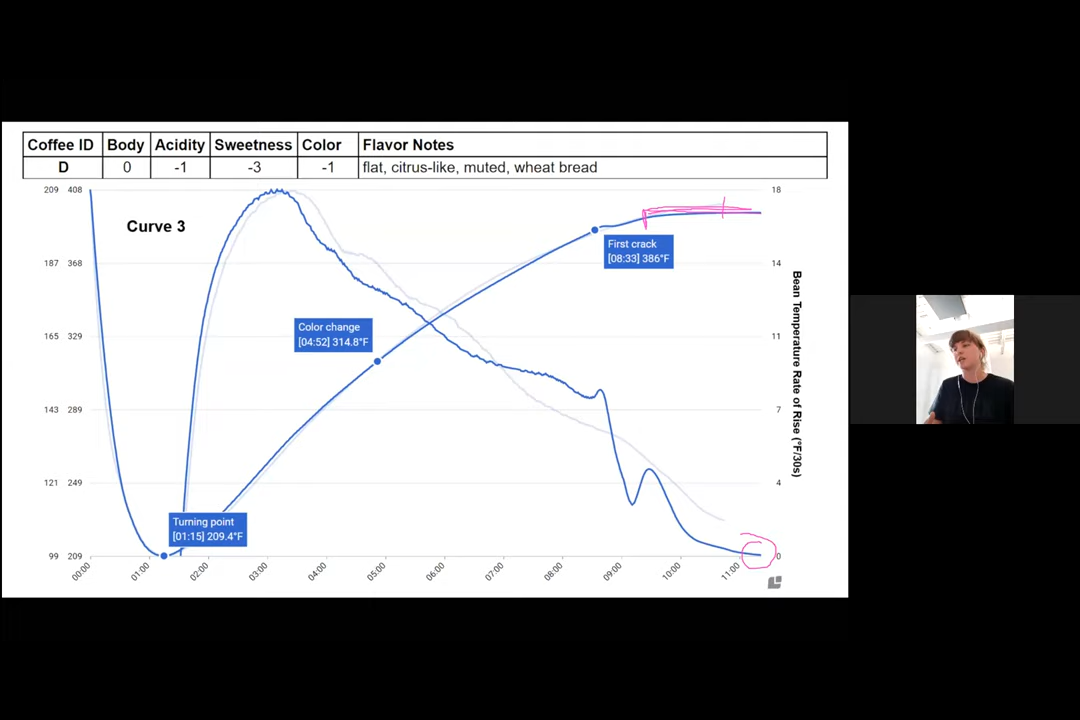 Coffee ID Body Acidity Sweetness Color Flavor Notes
D 0 -1 -3 -1 flat, citrus-like, muted, wheat bread
209 408 18
Curve 3
First crack
[08:33] 386°F
187 368 14
Color change
[04:52] 314.8°F
165 329 11
143 289 7
121 249 4
Turning point
[01:15] 209.4°F
99 209 0
00:00 01:00 02:00 03:00 04:00 05:00 06:00 07:00 08:00 09:00 10:00 11:00
Bean Temperature Rate of Rise (°F/30s)